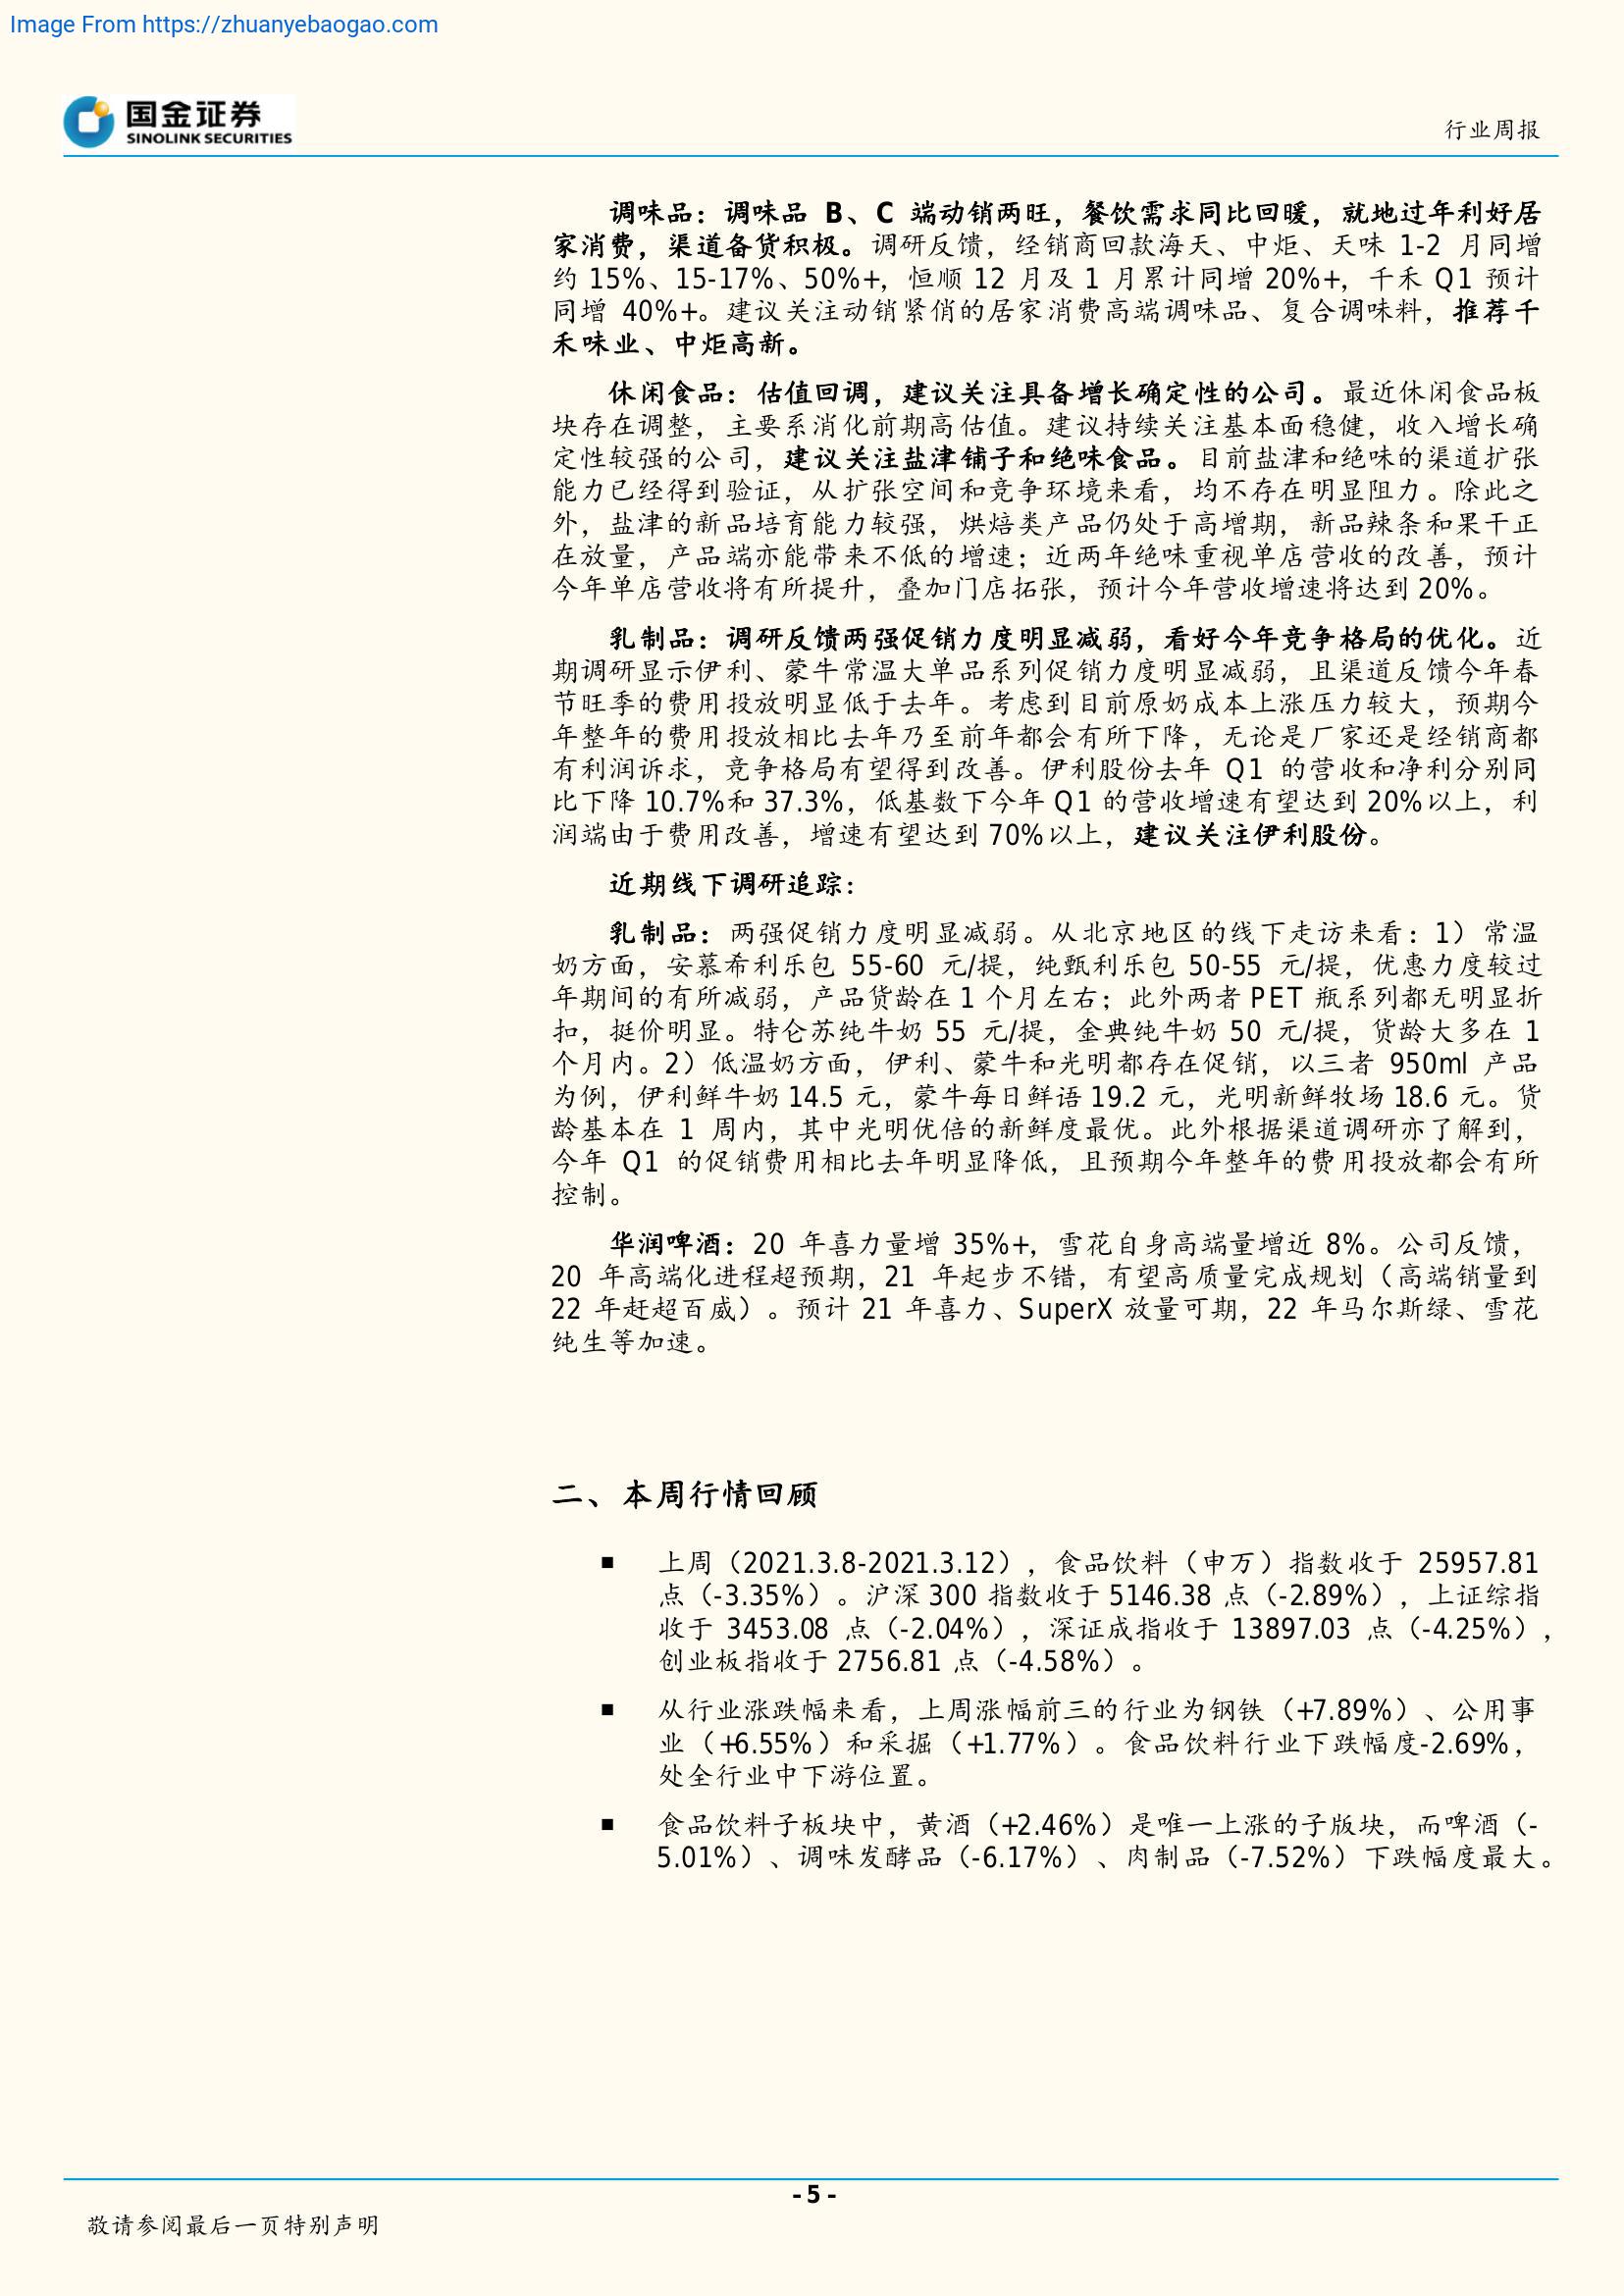 Image From https://zhuanyebaogao.com
国金证券
SINOLINK SECURITIES
行业周报
调味品：调味品 B、C 端动销两旺，餐饮需求同比回暖，就地过年利好居
家消费，渠道备货积极。调研反馈，经销商回款海天、中炬、天味 1-2 月同增
约 15%、15-17%、50%+，恒顺 12 月及 1 月累计同增 20%+，千禾 Q1 预计
同增 40%+。建议关注动销紧俏的居家消费高端调味品、复合调味料，推荐千
禾味业、中炬高新。
休闲食品：估值回调，建议关注具备增长确定性的公司。最近休闲食品板
块存在调整，主要系消化前期高估值。建议持续关注基本面稳健，收入增长确
定性较强的公司，建议关注盐津铺子和绝味食品。目前盐津和绝味的渠道扩张
能力已经得到验证，从扩张空间和竞争环境来看，均不存在明显阻力。除此之
外，盐津的新品培育能力较强，烘焙类产品仍处于高增期，新品辣条和果干正
在放量，产品端亦能带来不低的增速；近两年绝味重视单店营收的改善，预计
今年单店营收将有所提升，叠加门店拓张，预计今年营收增速将达到 20%。
乳制品：调研反馈两强促销力度明显减弱，看好今年竞争格局的优化。近
期调研显示伊利、蒙牛常温大单品系列促销力度明显减弱，且渠道反馈今年春
节旺季的费用投放明显低于去年。考虑到目前原奶成本上涨压力较大，预期今
年整年的费用投放相比去年乃至前年都会有所下降，无论是厂家还是经销商都
有利润诉求，竞争格局有望得到改善。伊利股份去年 Q1 的营收和净利分别同
比下降 10.7%和 37.3%，低基数下今年 Q1 的营收增速有望达到 20%以上，利
润端由于费用改善，增速有望达到 70%以上，建议关注伊利股份。
近期线下调研追踪：
乳制品：两强促销力度明显减弱。从北京地区的线下走访来看：1）常温
奶方面，安慕希利乐包 55-60 元/提，纯甄利乐包 50-55 元/提，优惠力度较过
年期间的有所减弱，产品货龄在 1 个月左右；此外两者 PET 瓶系列都无明显折
扣，挺价明显。特仑苏纯牛奶 55 元/提，金典纯牛奶 50 元/提，货龄大多在 1
个月内。2）低温奶方面，伊利、蒙牛和光明都存在促销，以三者 950ml 产品
为例，伊利鲜牛奶 14.5 元，蒙牛每日鲜语 19.2 元，光明新鲜牧场 18.6 元。货
龄基本在 1 周内，其中光明优倍的新鲜度最优。此外根据渠道调研亦了解到，
今年 Q1 的促销费用相比去年明显降低，且预期今年整年的费用投放都会有所
控制。
华润啤酒：20 年喜力量增 35%+，雪花自身高端量增近 8%。公司反馈，
20 年高端化进程超预期，21 年起步不错，有望高质量完成规划（高端销量到
22 年赶超百威）。预计 21 年喜力、SuperX 放量可期，22 年马尔斯绿、雪花
纯生等加速。
二、本周行情回顾
■ 上周（2021.3.8-2021.3.12），食品饮料（申万）指数收于 25957.81
点（-3.35%）。沪深 300 指数收于 5146.38 点（-2.89%），上证综指
收于 3453.08 点（-2.04%），深证成指收于 13897.03 点（-4.25%），
创业板指收于 2756.81 点（-4.58%）。
■ 从行业涨跌幅来看，上周涨幅前三的行业为钢铁（+7.89%）、公用事
业（+6.55%）和采掘（+1.77%）。食品饮料行业下跌幅度-2.69%，
处全行业中下游位置。
■ 食品饮料子板块中，黄酒（+2.46%）是唯一上涨的子版块，而啤酒（-
5.01%）、调味发酵品（-6.17%）、肉制品（-7.52%）下跌幅度最大。
- 5 -
敬请参阅最后一页特别声明